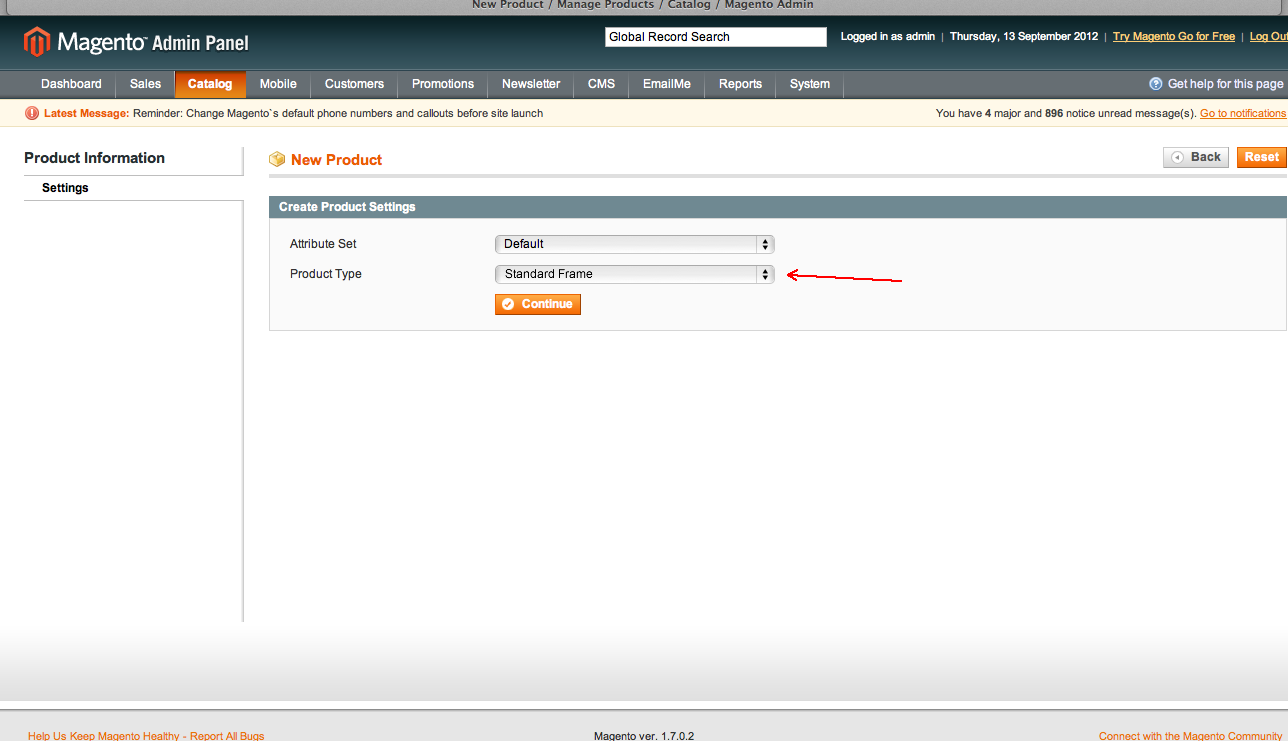 New Product / Manage Products / Catalog / Magento Admin
Magento Admin Panel
Global Record Search
Logged in as admin | Thursday, 13 September 2012 | Try Magento Go for Free | Log Out
Dashboard Sales Catalog Mobile Customers Promotions Newsletter CMS EmailMe Reports System Get help for this page
Latest Message: Reminder: Change Magento`s default phone numbers and callouts before site launch You have 4 major and 896 notice unread message(s). Go to notifications
Product Information
Settings
New Product
Back Reset
Create Product Settings
Attribute Set Default
Product Type Standard Frame
Continue
Help Us Keep Magento Healthy - Report All Bugs Magento ver. 1.7.0.2 Connect with the Magento Community